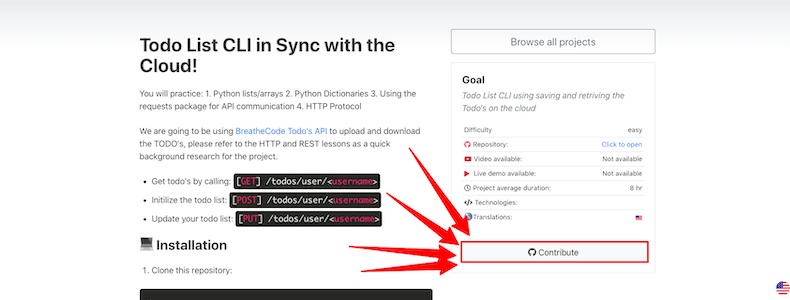 Todo List CLI in Sync with the
Cloud!
You will practice: 1. Python lists/arrays 2. Python Dictionaries 3. Using the
requests package for API communication 4. HTTP Protocol
We are going to be using BreatheCode Todo's API to upload and download
the TODO's, please refer to the HTTP and REST lessons as a quick
background research for the project.
Get todo's by calling: [GET] /todos/user/<username>
Initilize the todo list: [POST] /todos/user/<username>
Update your todo list: [PUT] /todos/user/<username>
Installation
1. Clone this repository:
Browse all projects
Goal
Todo List CLI using saving and retriving the
Todo's on the cloud
Difficulty easy
Repository: Click to open
Video available: Not available
Live demo available: Not available
Project average duration: 8 hr
Technologies:
Translations:
Contribute